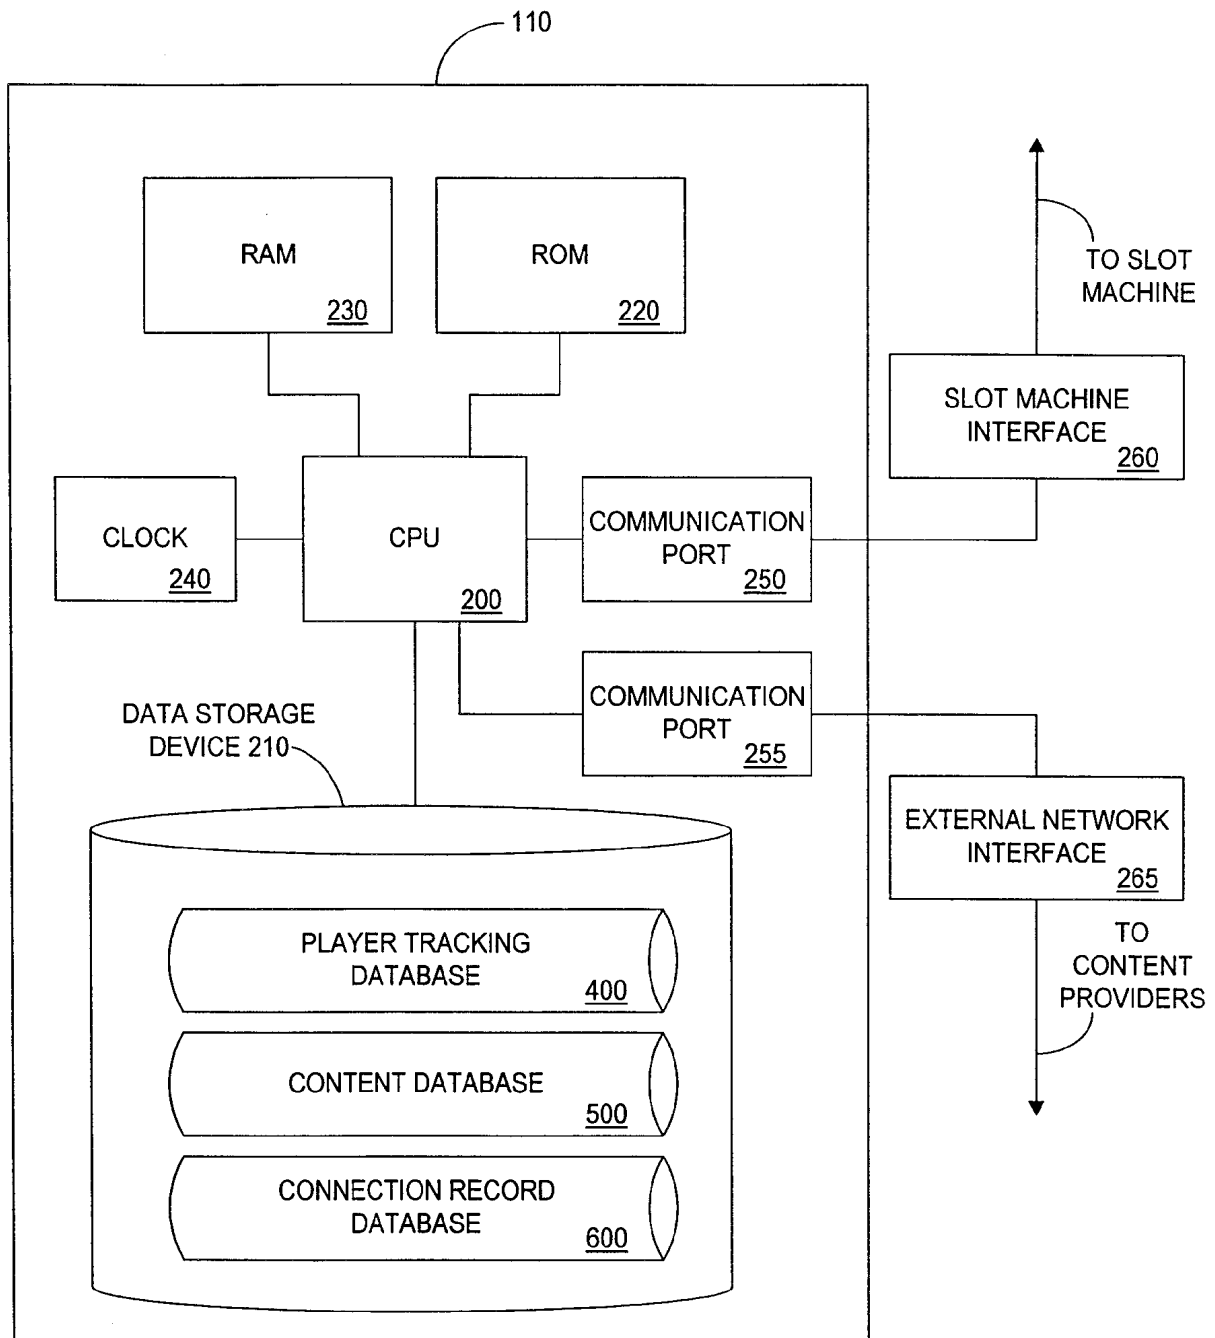 110
RAM
230
ROM
220
TO SLOT
MACHINE
SLOT MACHINE
INTERFACE
260
CLOCK
240
CPU
200
COMMUNICATION
PORT
250
COMMUNICATION
PORT
255
DATA STORAGE
DEVICE 210
EXTERNAL NETWORK
INTERFACE
265
TO
CONTENT
PROVIDERS
PLAYER TRACKING
DATABASE
400
CONTENT DATABASE
500
CONNECTION RECORD
DATABASE
600